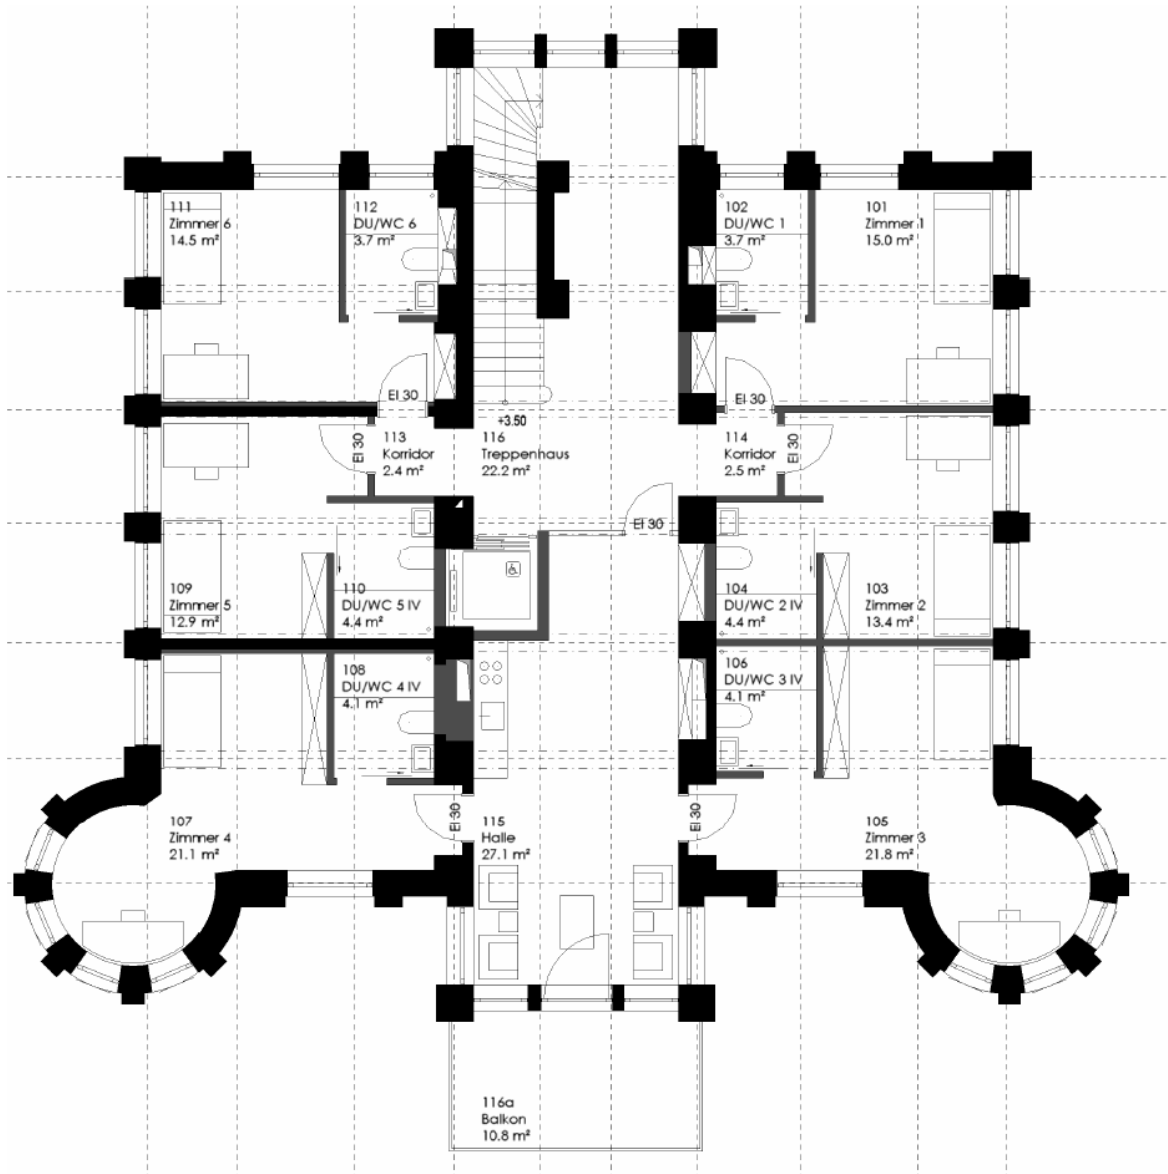 111
Zimmer 6
14.5 m²
112
DU/WC 6
3.7 m²
102
DU/WC 1
3.7 m²
101
Zimmer 1
15.0 m²
EI 30
EI 30
+3.50
EI 30
113
Korridor
2.4 m²
116
Treppenhaus
22.2 m²
114
Korridor
2.5 m²
EI 30
EI 30
109
Zimmer 5
12.9 m²
110
DU/WC 5 IV
4.4 m²
104
DU/WC 2 IV
4.4 m²
103
Zimmer 2
13.4 m²
108
DU/WC 4 IV
4.1 m²
106
DU/WC 3 IV
4.1 m²
107
Zimmer 4
21.1 m²
EI 30
115
Halle
27.1 m²
EI 30
105
Zimmer 3
21.8 m²
116a
Balkon
10.8 m²